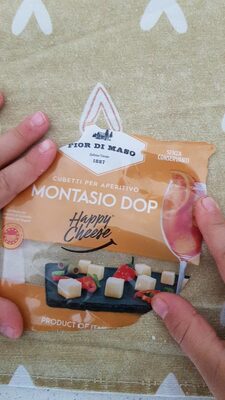 FIOR DI MASO
1887
SENZA
CONSERVANTI
CUBETTI PER APERITIVO
MONTASIO DOP
Happy
Cheese
PRODUCT OF